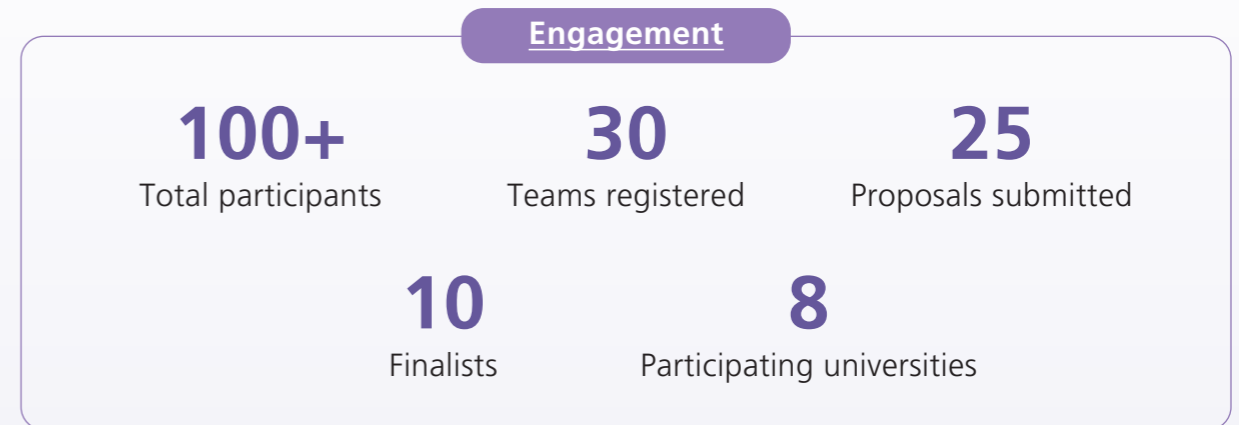 Engagement
100+ 30 25
Total participants Teams registered Proposals submitted
10 8
Finalists Participating universities